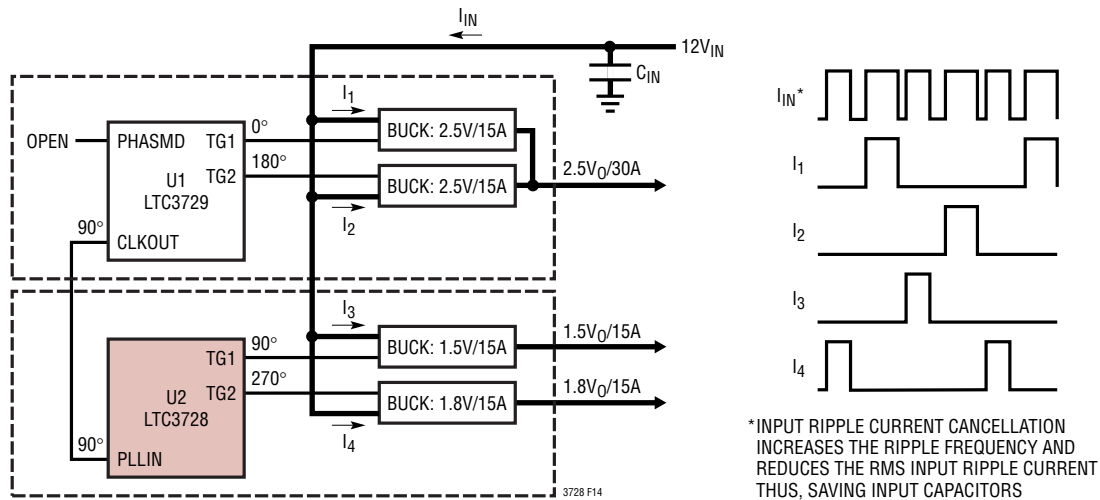 I_IN
12V_IN
C_IN
I_1
BUCK: 2.5V/15A
OPEN
PHASMD
TG1
0°
U1
LTC3729
TG2
180°
BUCK: 2.5V/15A
2.5V_O/30A
I_2
90°
CLKOUT
I_3
BUCK: 1.5V/15A
1.5V_O/15A
TG1
90°
U2
LTC3728
TG2
270°
BUCK: 1.8V/15A
1.8V_O/15A
I_4
90°
PLLIN
3728 F14
I_IN*
I_1
I_2
I_3
I_4
*INPUT RIPPLE CURRENT CANCELLATION
INCREASES THE RIPPLE FREQUENCY AND
REDUCES THE RMS INPUT RIPPLE CURRENT
THUS, SAVING INPUT CAPACITORS